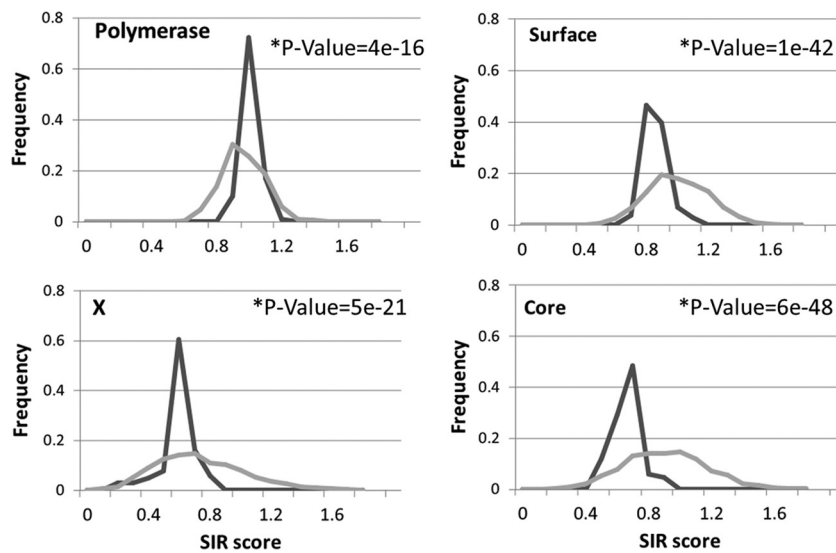 Polymerase
*P-Value=4e-16
Frequency
0.8
0.6
0.4
0.2
0
0 0.4 0.8 1.2 1.6
Surface
*P-Value=1e-42
Frequency
0.8
0.6
0.4
0.2
0
0 0.4 0.8 1.2 1.6
X
*P-Value=5e-21
Frequency
0.8
0.6
0.4
0.2
0
0 0.4 0.8 1.2 1.6
SIR score
Core
*P-Value=6e-48
Frequency
0.8
0.6
0.4
0.2
0
0 0.4 0.8 1.2 1.6
SIR score